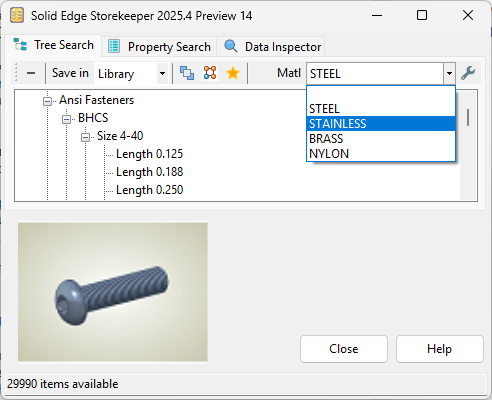 Solid Edge Storekeeper 2025.4 Preview 14
Tree Search Property Search Data Inspector
Save in Library Matl STEEL
STEEL
STAINLESS
BRASS
NYLON
Ansi Fasteners
BHCS
Size 4-40
Length 0.125
Length 0.188
Length 0.250
Close Help
29990 items available